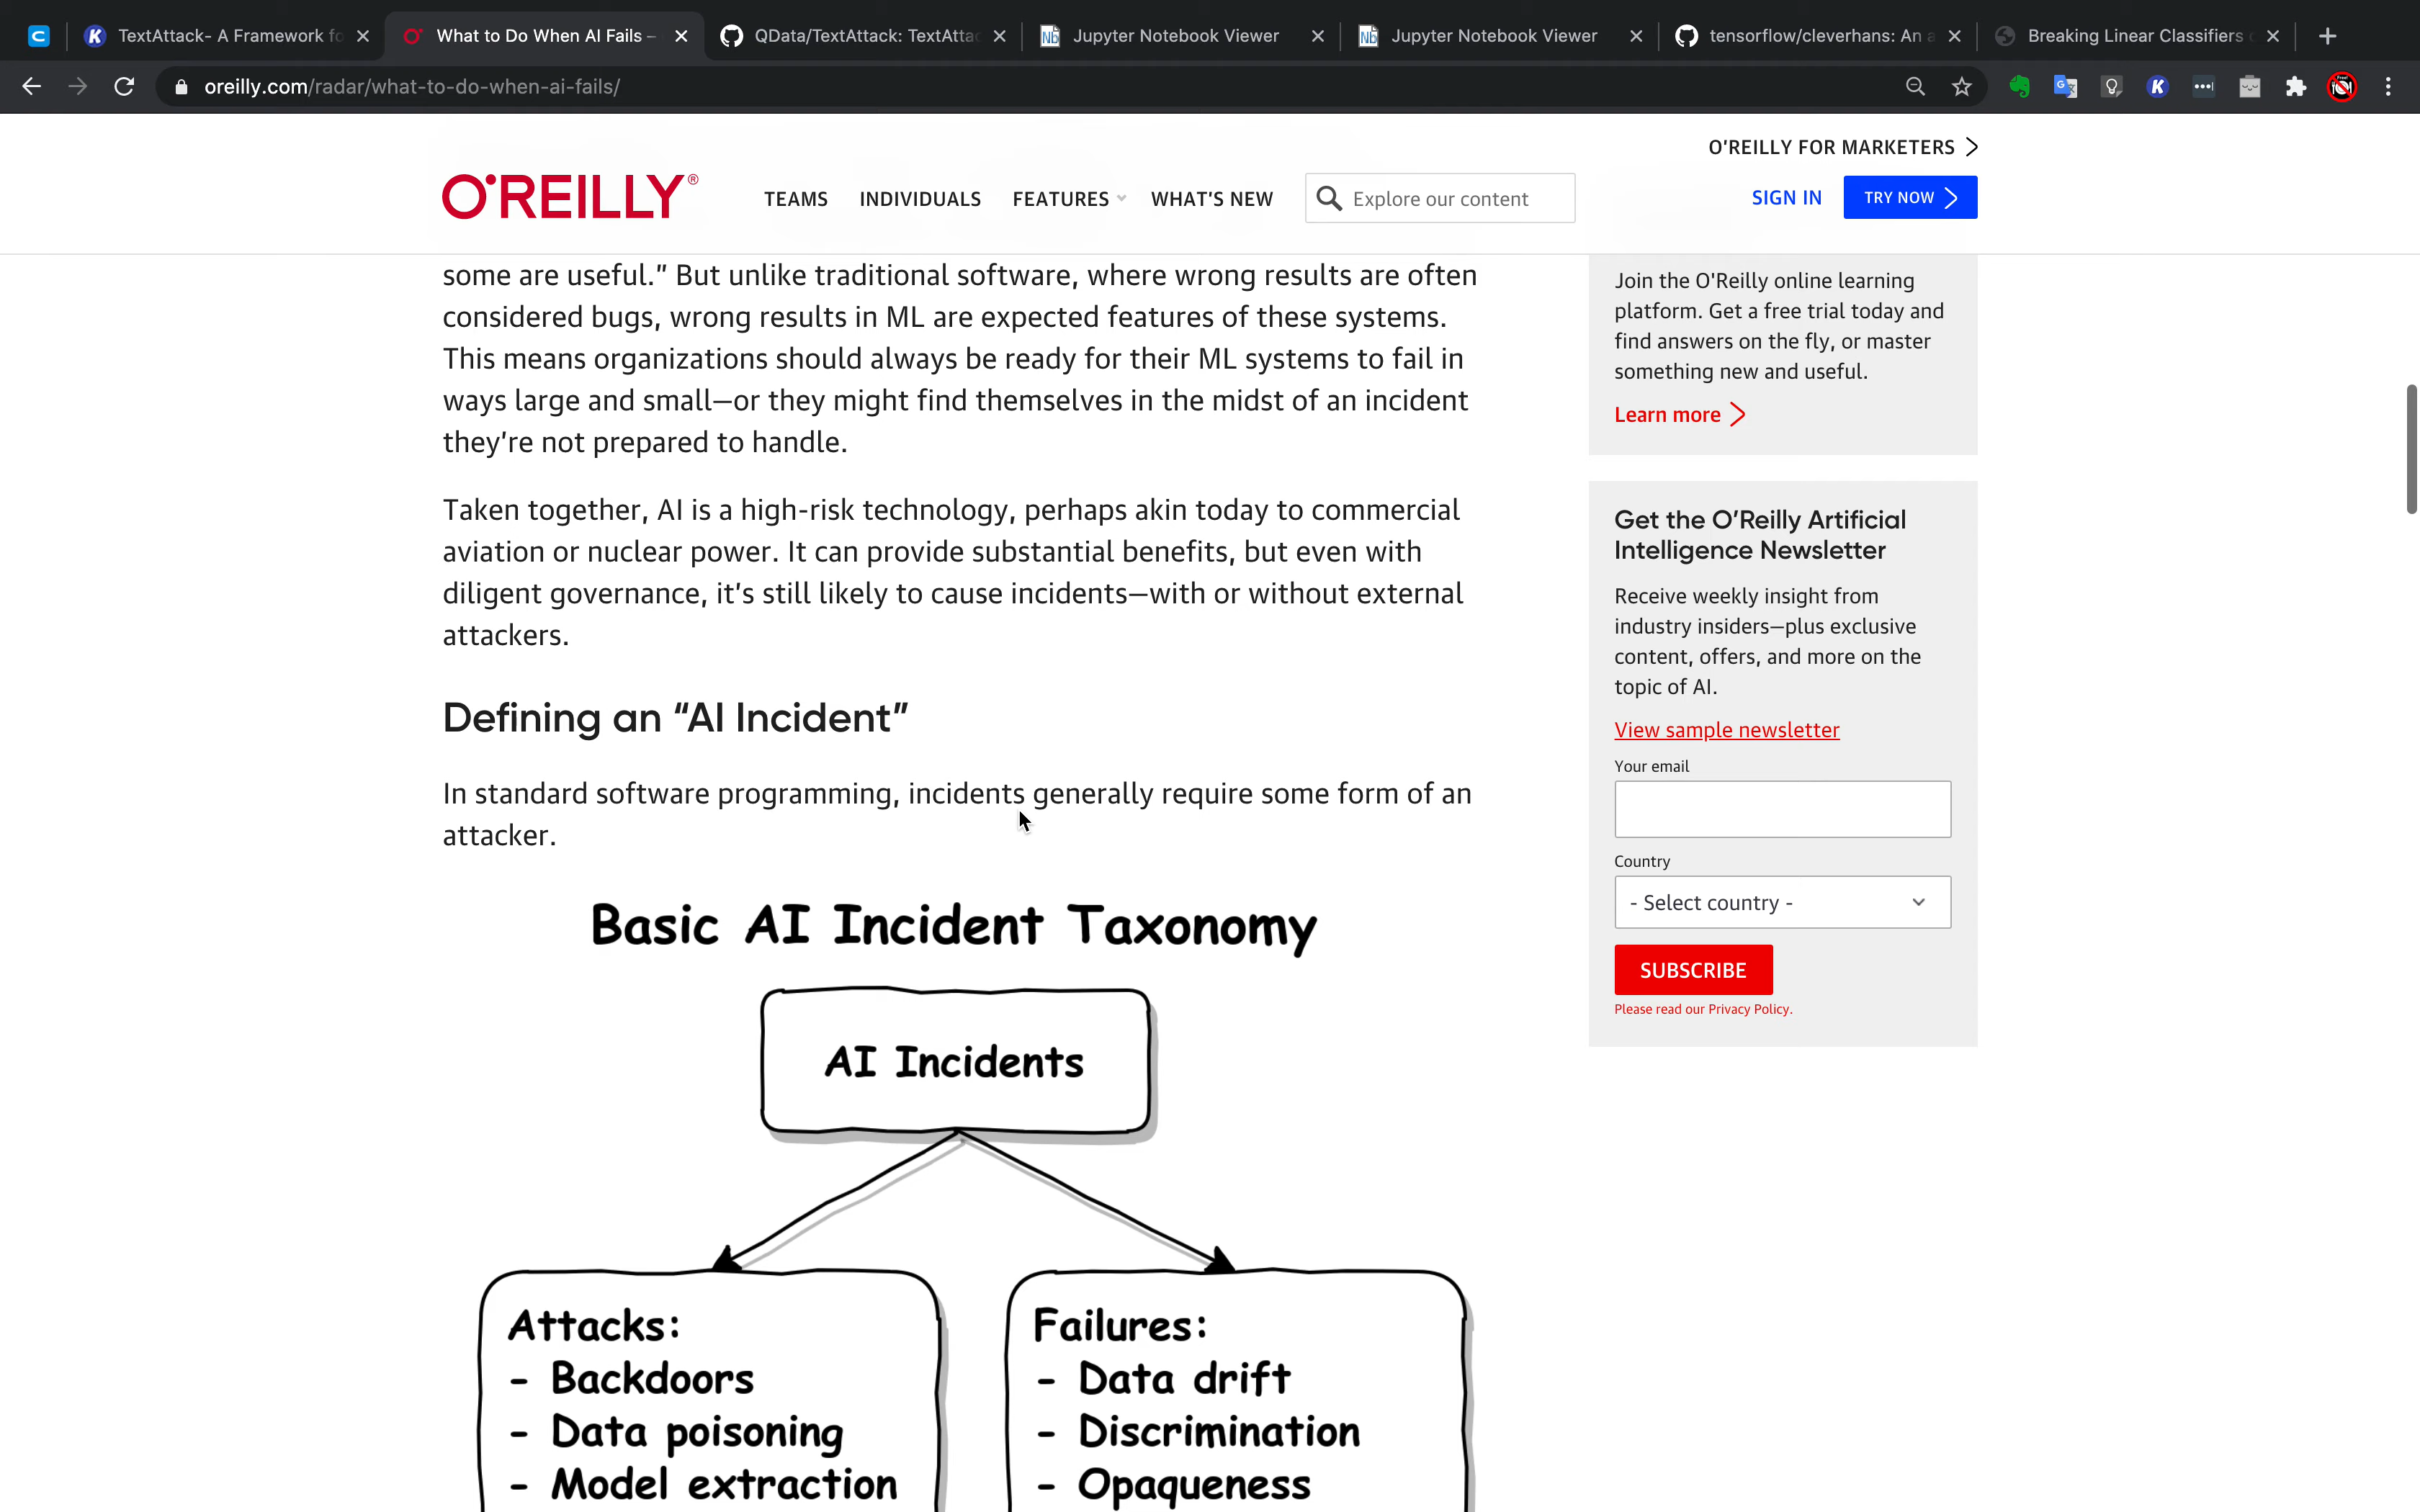 TextAttack- A Framework fo
What to Do When AI Fails –
QData/TextAttack: TextAttac
Jupyter Notebook Viewer
Jupyter Notebook Viewer
tensorflow/cleverhans: An a
Breaking Linear Classifiers
oreilly.com/radar/what-to-do-when-ai-fails/
O'REILLY FOR MARKETERS
O'REILLY®
TEAMS
INDIVIDUALS
FEATURES
WHAT'S NEW
Explore our content
SIGN IN
TRY NOW
some are useful.” But unlike traditional software, where wrong results are often
considered bugs, wrong results in ML are expected features of these systems.
This means organizations should always be ready for their ML systems to fail in
ways large and small—or they might find themselves in the midst of an incident
they’re not prepared to handle.
Taken together, AI is a high-risk technology, perhaps akin today to commercial
aviation or nuclear power. It can provide substantial benefits, but even with
diligent governance, it’s still likely to cause incidents—with or without external
attackers.
Defining an “AI Incident”
In standard software programming, incidents generally require some form of an
attacker.
Basic AI Incident Taxonomy
AI Incidents
Attacks:
- Backdoors
- Data poisoning
- Model extraction
Failures:
- Data drift
- Discrimination
- Opaqueness
Join the O'Reilly online learning
platform. Get a free trial today and
find answers on the fly, or master
something new and useful.
Learn more
Get the O’Reilly Artificial
Intelligence Newsletter
Receive weekly insight from
industry insiders—plus exclusive
content, offers, and more on the
topic of AI.
View sample newsletter
Your email
Country
- Select country -
SUBSCRIBE
Please read our Privacy Policy.